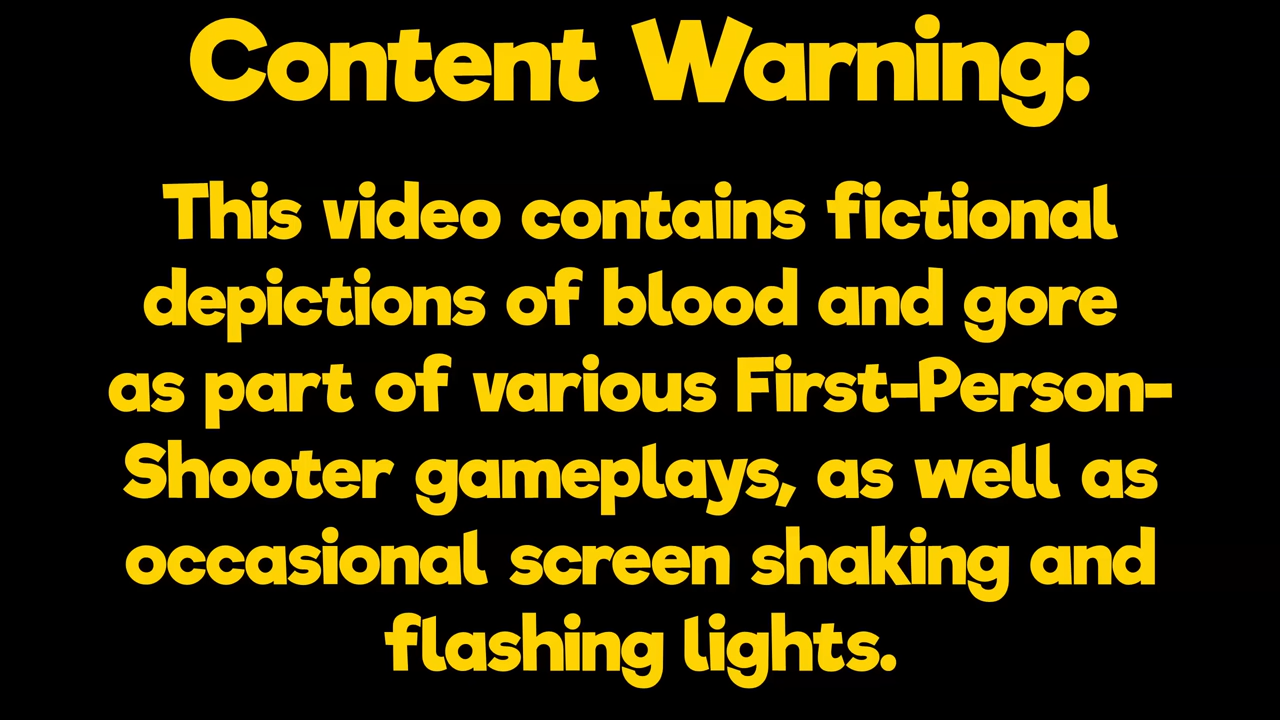 Content Warning:
This video contains fictional
depictions of blood and gore
as part of various First-Person-
Shooter gameplays, as well as
occasional screen shaking and
flashing lights.